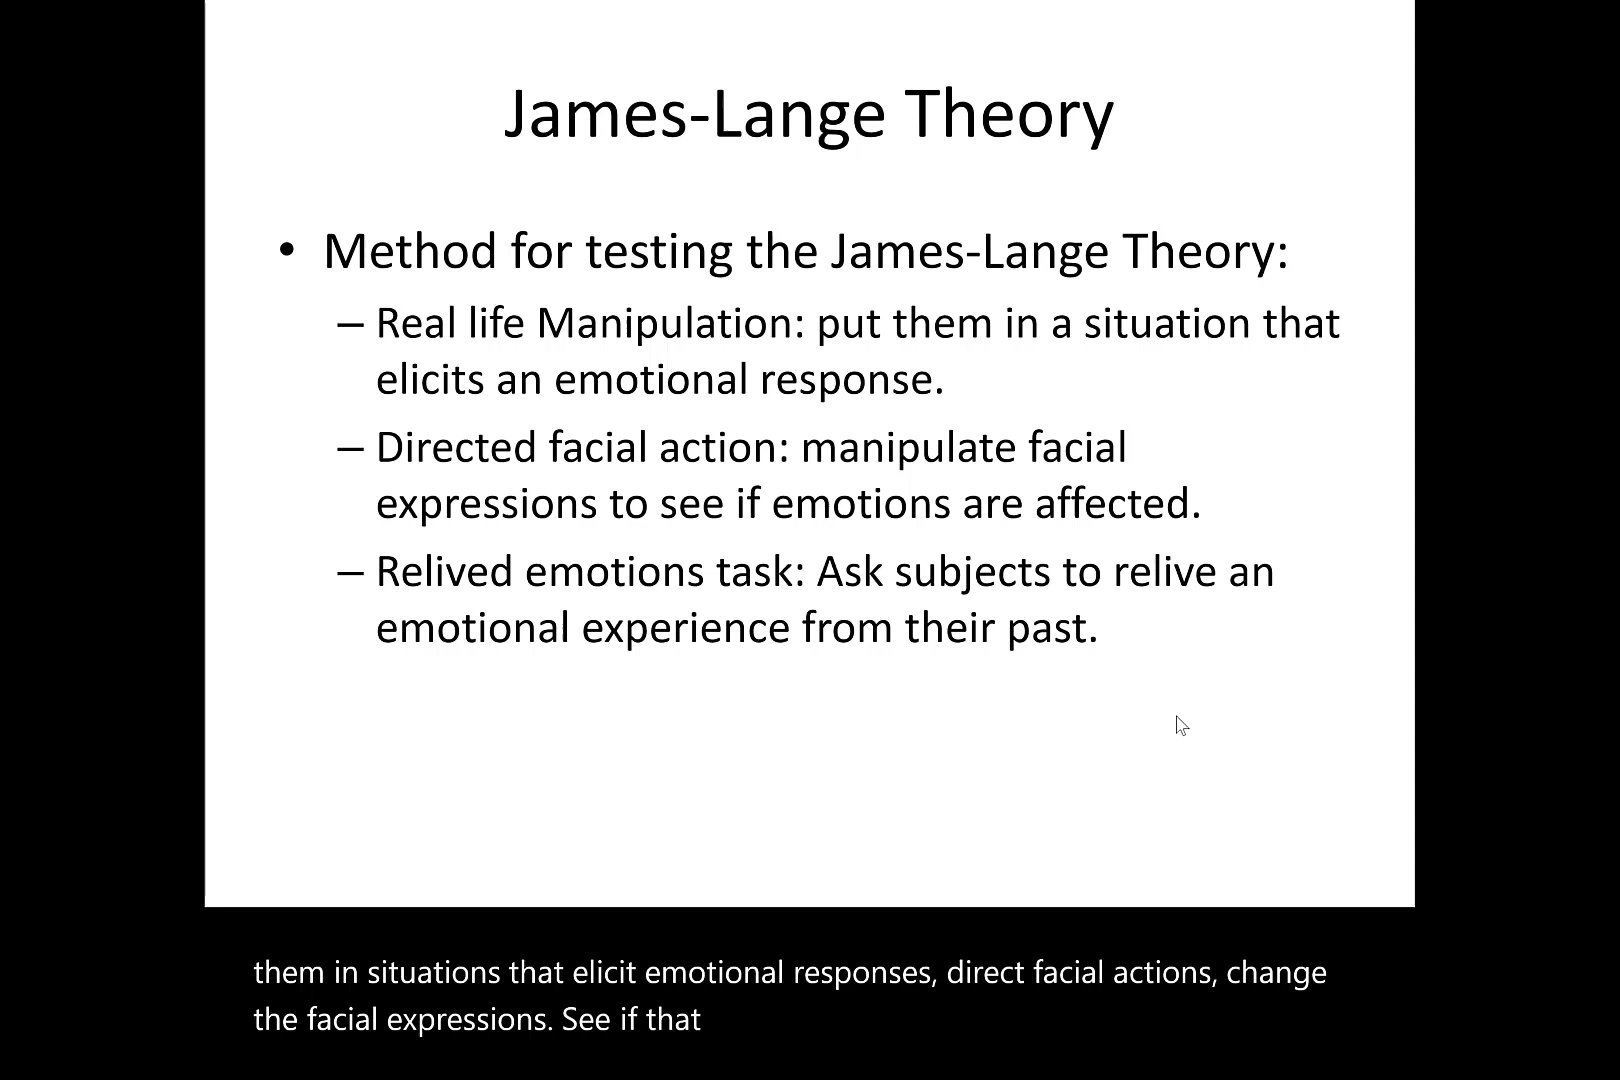 James-Lange Theory
• Method for testing the James-Lange Theory:
– Real life Manipulation: put them in a situation that
elicits an emotional response.
– Directed facial action: manipulate facial
expressions to see if emotions are affected.
– Relived emotions task: Ask subjects to relive an
emotional experience from their past.
them in situations that elicit emotional responses, direct facial actions, change
the facial expressions. See if that